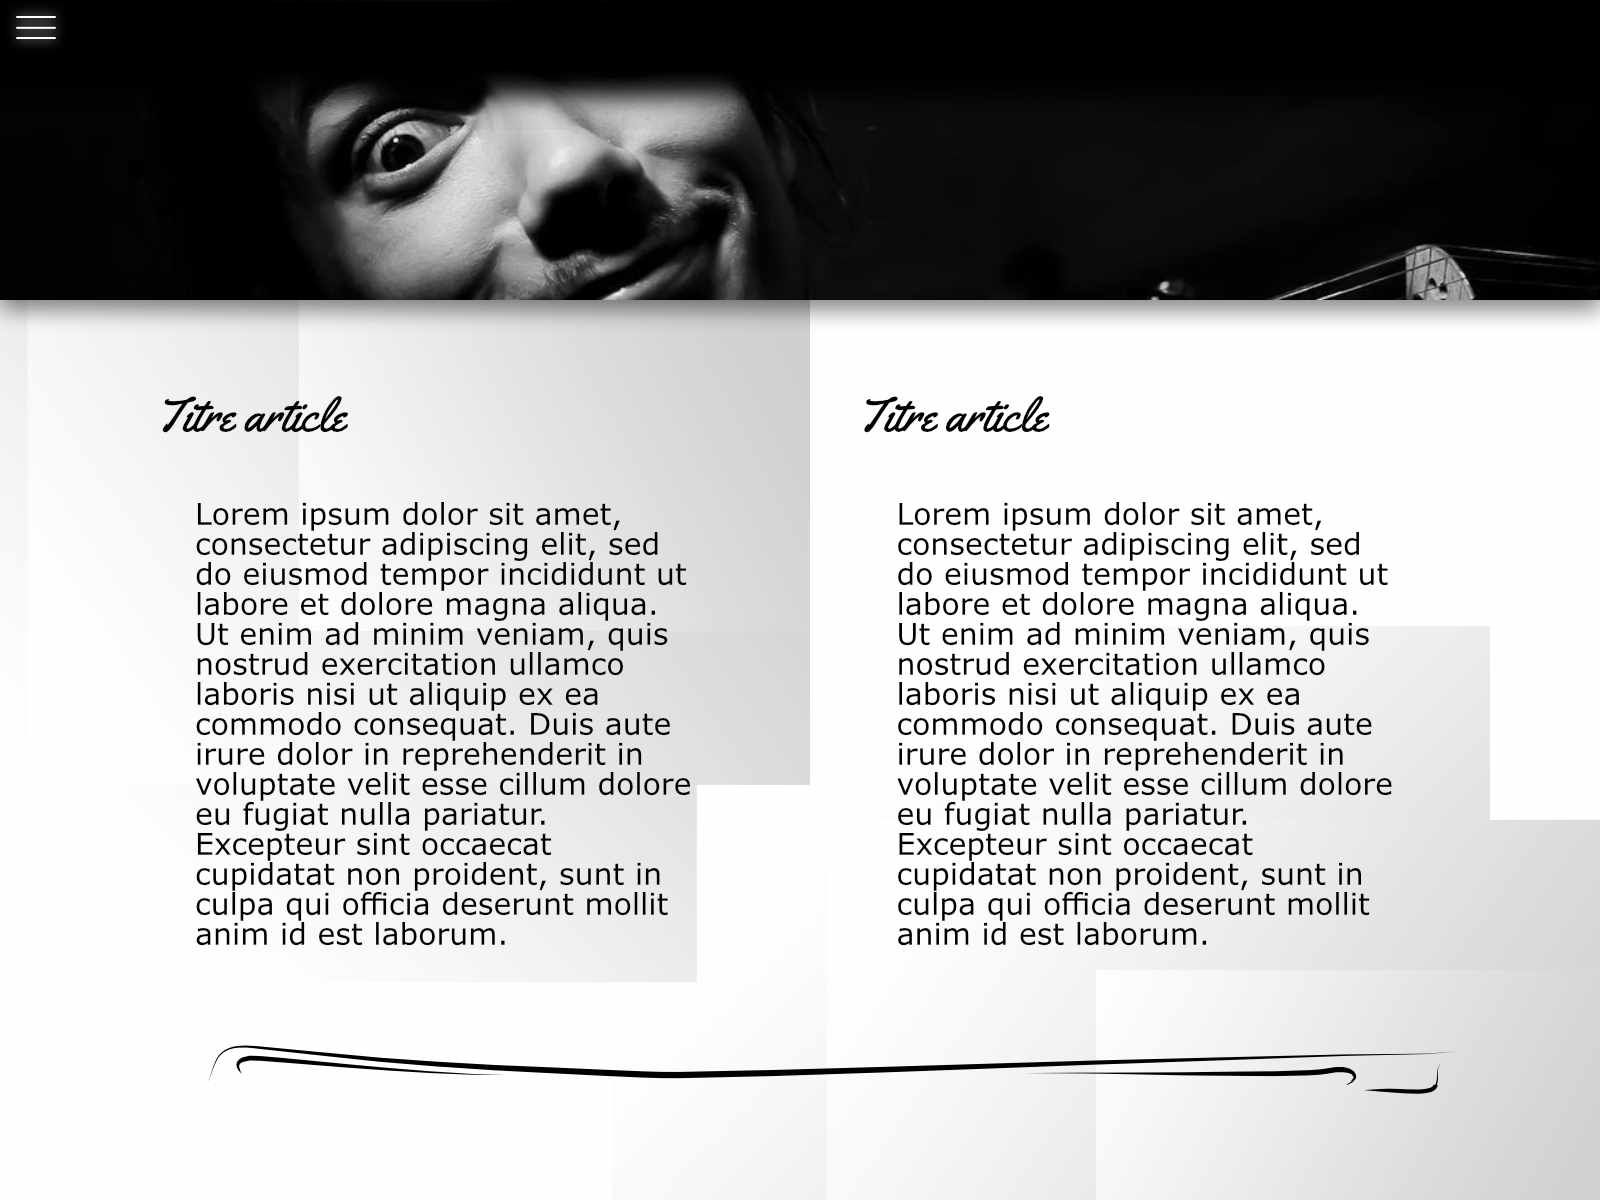 Titre article
Lorem ipsum dolor sit amet,
consectetur adipiscing elit, sed
do eiusmod tempor incididunt ut
labore et dolore magna aliqua.
Ut enim ad minim veniam, quis
nostrud exercitation ullamco
laboris nisi ut aliquip ex ea
commodo consequat. Duis aute
irure dolor in reprehenderit in
voluptate velit esse cillum dolore
eu fugiat nulla pariatur.
Excepteur sint occaecat
cupidatat non proident, sunt in
culpa qui officia deserunt mollit
anim id est laborum.
Titre article
Lorem ipsum dolor sit amet,
consectetur adipiscing elit, sed
do eiusmod tempor incididunt ut
labore et dolore magna aliqua.
Ut enim ad minim veniam, quis
nostrud exercitation ullamco
laboris nisi ut aliquip ex ea
commodo consequat. Duis aute
irure dolor in reprehenderit in
voluptate velit esse cillum dolore
eu fugiat nulla pariatur.
Excepteur sint occaecat
cupidatat non proident, sunt in
culpa qui officia deserunt mollit
anim id est laborum.